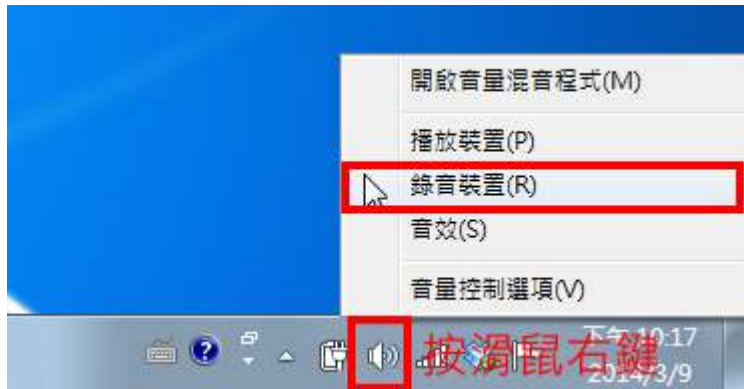 開啟音量混音程式(M)
播放裝置(P)
錄音裝置(R)
音效(S)
音量控制選項(V)
按滑鼠右鍵
下午 10:17
2014/3/9